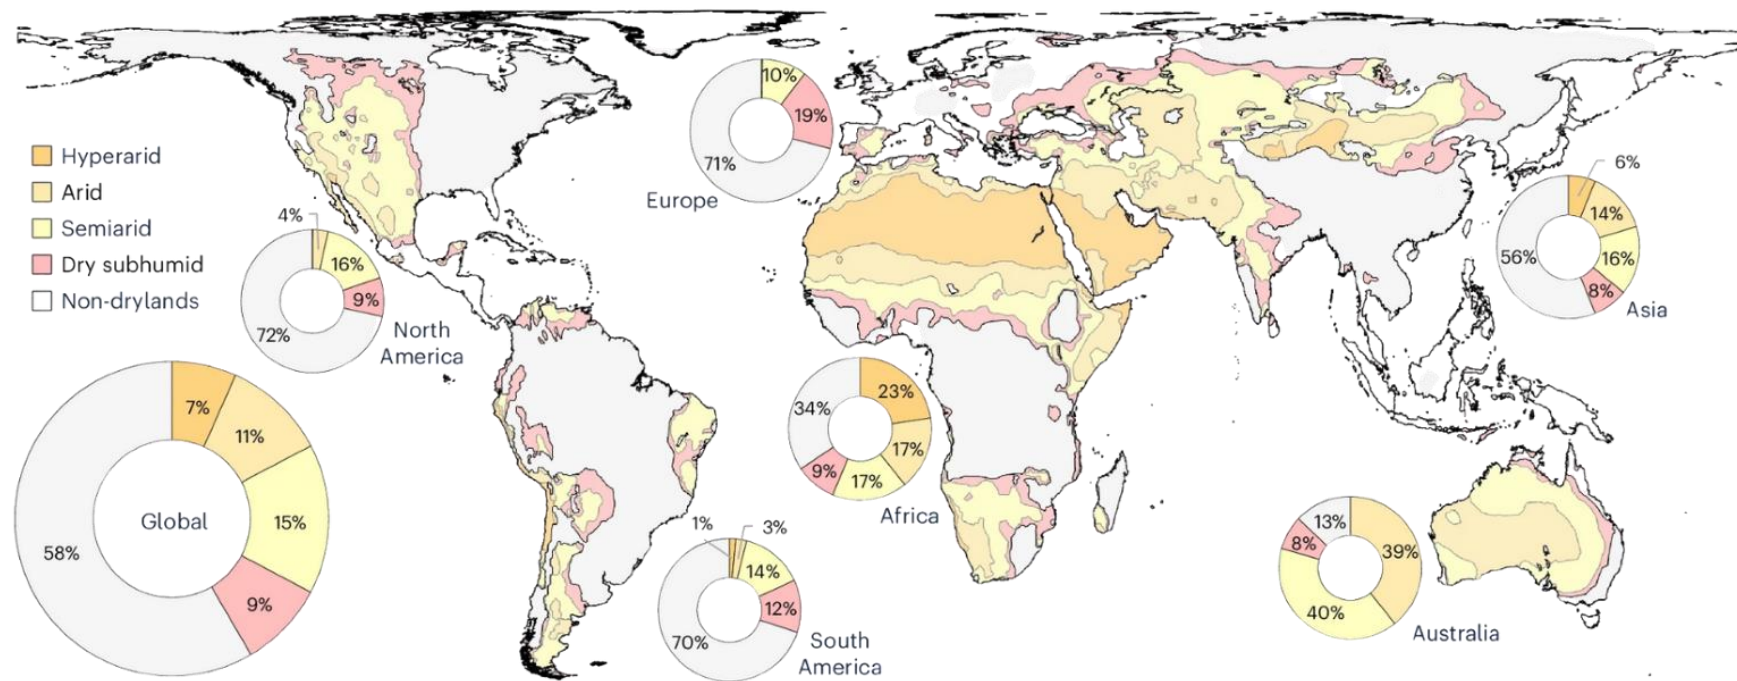 Hyperarid
Arid
Semiarid
Dry subhumid
Non-drylands
4%
16%
9%
72%
North
America
10%
19%
71%
Europe
6%
14%
16%
8%
56%
Asia
7%
11%
15%
9%
58%
Global
23%
17%
17%
9%
34%
Africa
1%
3%
14%
12%
70%
South
America
13%
39%
8%
40%
Australia